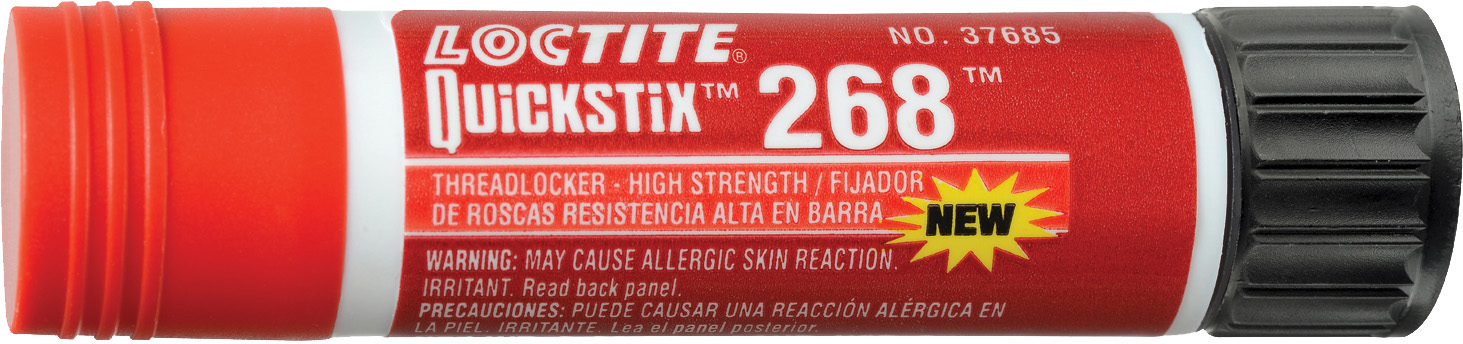 LOCTITE®
NO. 37685
QUICKSTIX™ 268™
THREADLOCKER - HIGH STRENGTH / FIJADOR
DE ROSCAS RESISTENCIA ALTA EN BARRA
NEW
WARNING: MAY CAUSE ALLERGIC SKIN REACTION.
IRRITANT. Read back panel.
PRECAUCIONES: PUEDE CAUSAR UNA REACCIÓN ALÉRGICA EN
LA PIEL. IRRITANTE. Lea el panel posterior.